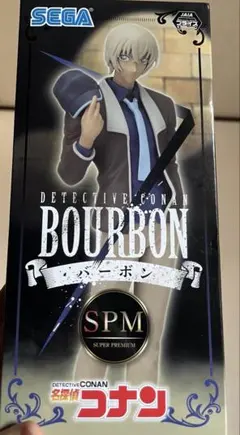 SEGA
JAIA
DETECTIVE CONAN
BOURBON
・バーボン・
SPM
SUPER PREMIUM
DETECTIVE CONAN
名探偵コナン